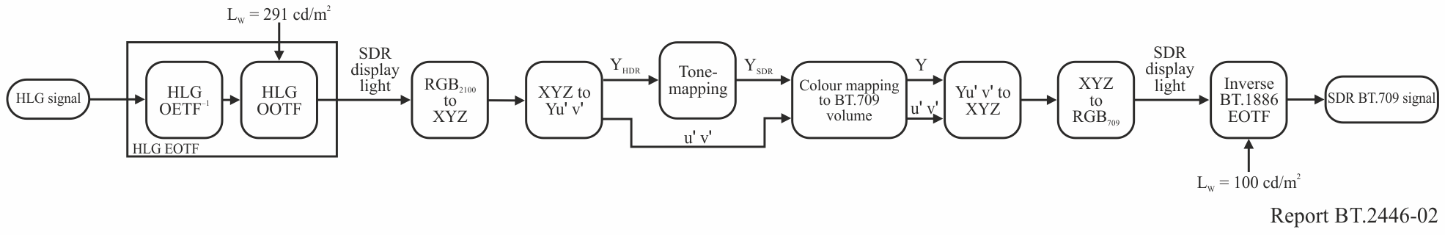 L_W = 291 cd/m²
HLG signal
HLG
OETF⁻¹
HLG
OOTF
HLG EOTF
SDR
display
light
RGB₂₁₀₀
to
XYZ
XYZ to
Yu' v'
Y_HDR
Tone-
mapping
Y_SDR
u' v'
Colour mapping
to BT.709
volume
Y
u' v'
Yu' v' to
XYZ
XYZ
to
RGB₇₀₉
SDR
display
light
Inverse
BT.1886
EOTF
L_W = 100 cd/m²
SDR BT.709 signal
Report BT.2446-02